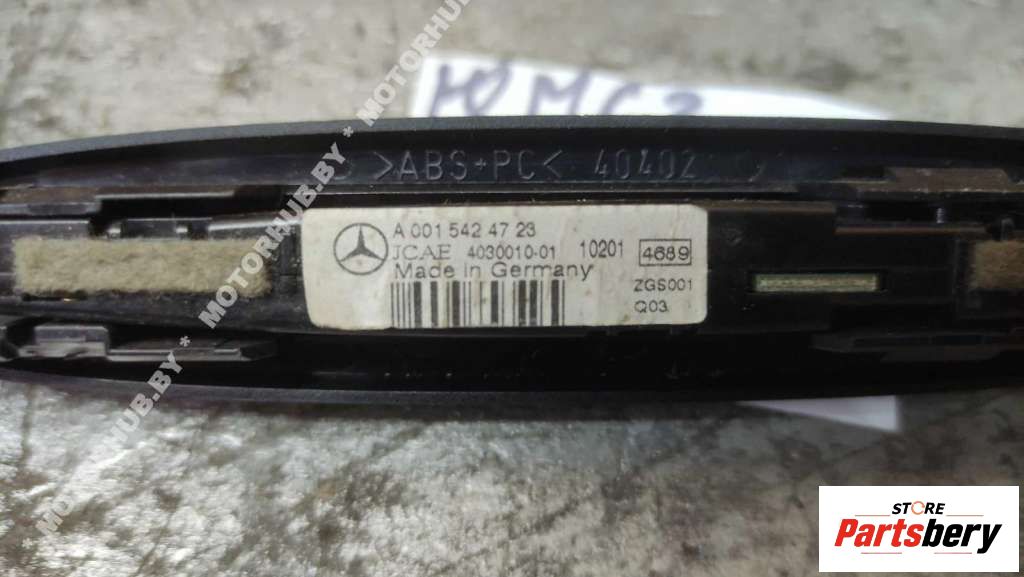 >ABS+PC< 40402
A 001 542 47 23
JCAE 4030010-01 10201 4689
Made in Germany
ZGS001
Q03
MOTORHUB.BY * MOTORHUB.BY * MOTORHUB.BY
STORE
Partsbery